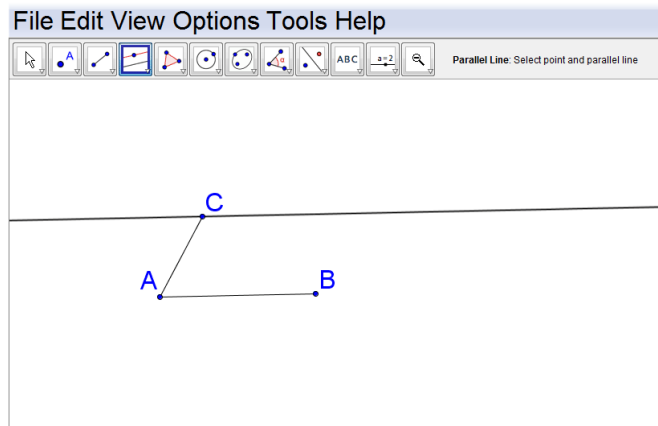 File Edit View Options Tools Help
A α ABC a=2 Parallel Line: Select point and parallel line
C
A B